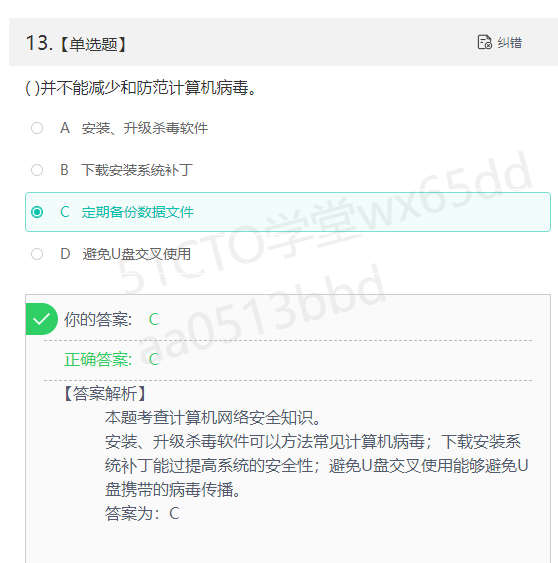 13.【单选题】
纠错
( )并不能减少和防范计算机病毒。
A 安装、升级杀毒软件
B 下载安装系统补丁
C 定期备份数据文件
D 避免U盘交叉使用
51CTO学堂wx65dd
aa0513bbd
你的答案: C
正确答案: C
【答案解析】
本题考查计算机网络安全知识。
安装、升级杀毒软件可以方法常见计算机病毒；下载安装系
统补丁能过提高系统的安全性；避免U盘交叉使用能够避免U
盘携带的病毒传播。
答案为：C